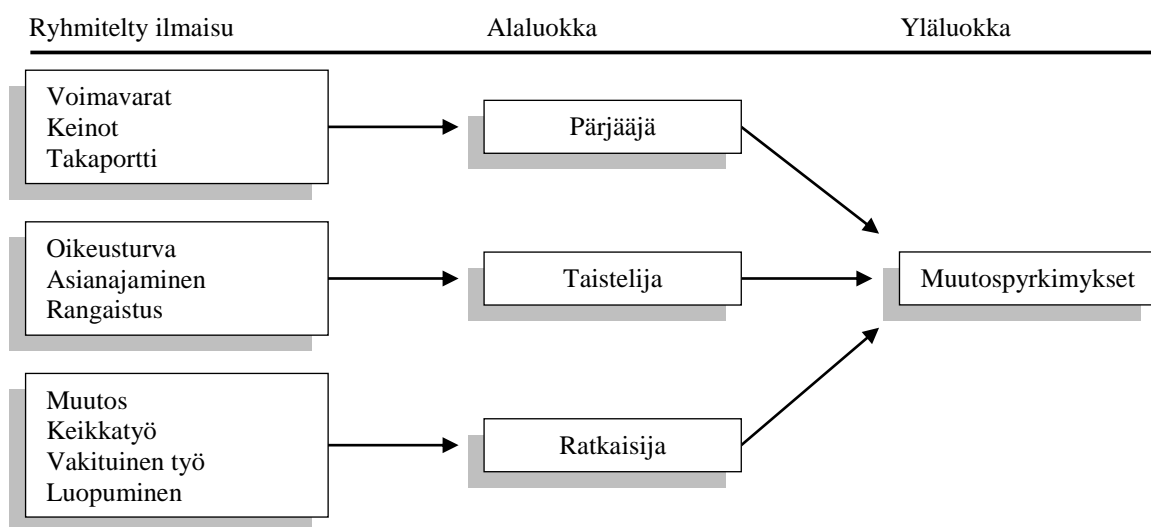 Ryhmitelty ilmaisu Alaluokka Yläluokka
Voimavarat
Keinot
Takaportti
Pärjääjä
Oikeusturva
Asianajaminen
Rangaistus
Taistelija
Muutospyrkimykset
Muutos
Keikkatyö
Vakituinen työ
Luopuminen
Ratkaisija